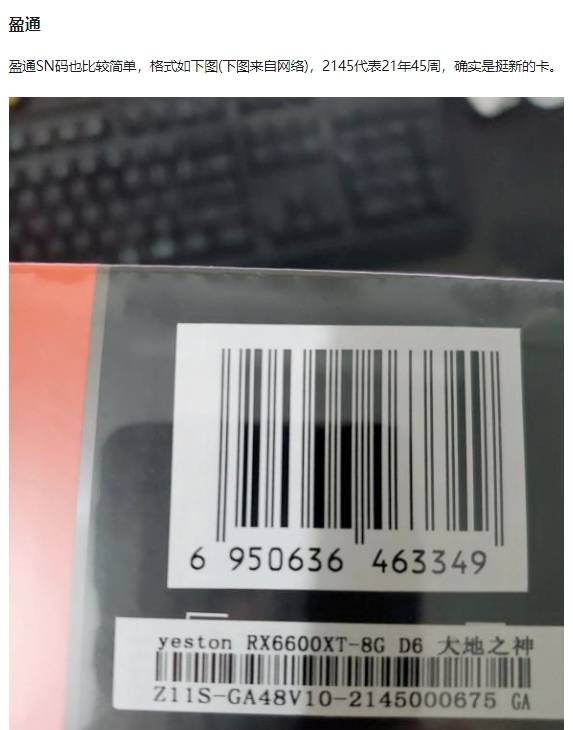 盈通
盈通SN码也比较简单，格式如下图(下图来自网络)，2145代表21年45周，确实是挺新的卡。
6 950636 463349
yeston RX6600XT-8G D6 大地之神
Z11S-GA48V10-2145000675 GA